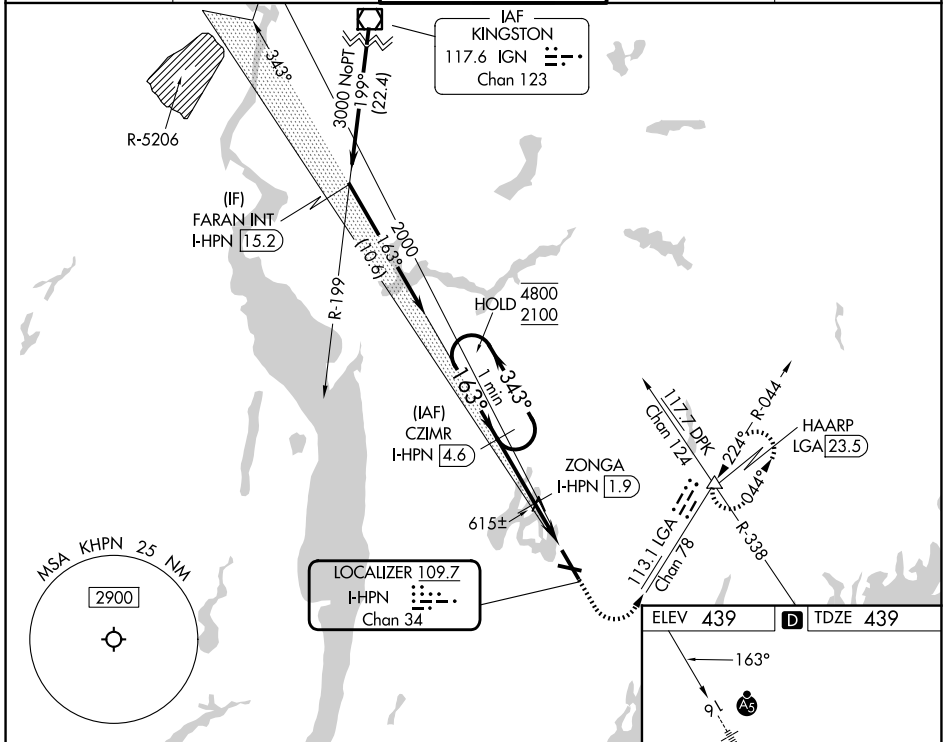 IAF
KINGSTON
117.6 IGN
Chan 123
343°
3000 NoPT
199°
(22.4)
R-5206
(IF)
FARAN INT
I-HPN 15.2
2000
163°
(10.6)
R-199
HOLD 4800
2100
1 min
163°
343°
(IAF)
CZIMR
I-HPN 4.6
117.7 DPK
Chan 124
224°
R-044
HAARP
LGA 23.5
044°
ZONGA
I-HPN 1.9
615±
113.1 LGA
Chan 78
R-338
MSA KHPN 25 NM
2900
LOCALIZER 109.7
I-HPN
Chan 34
ELEV 439
D
TDZE 439
163°
16
A5